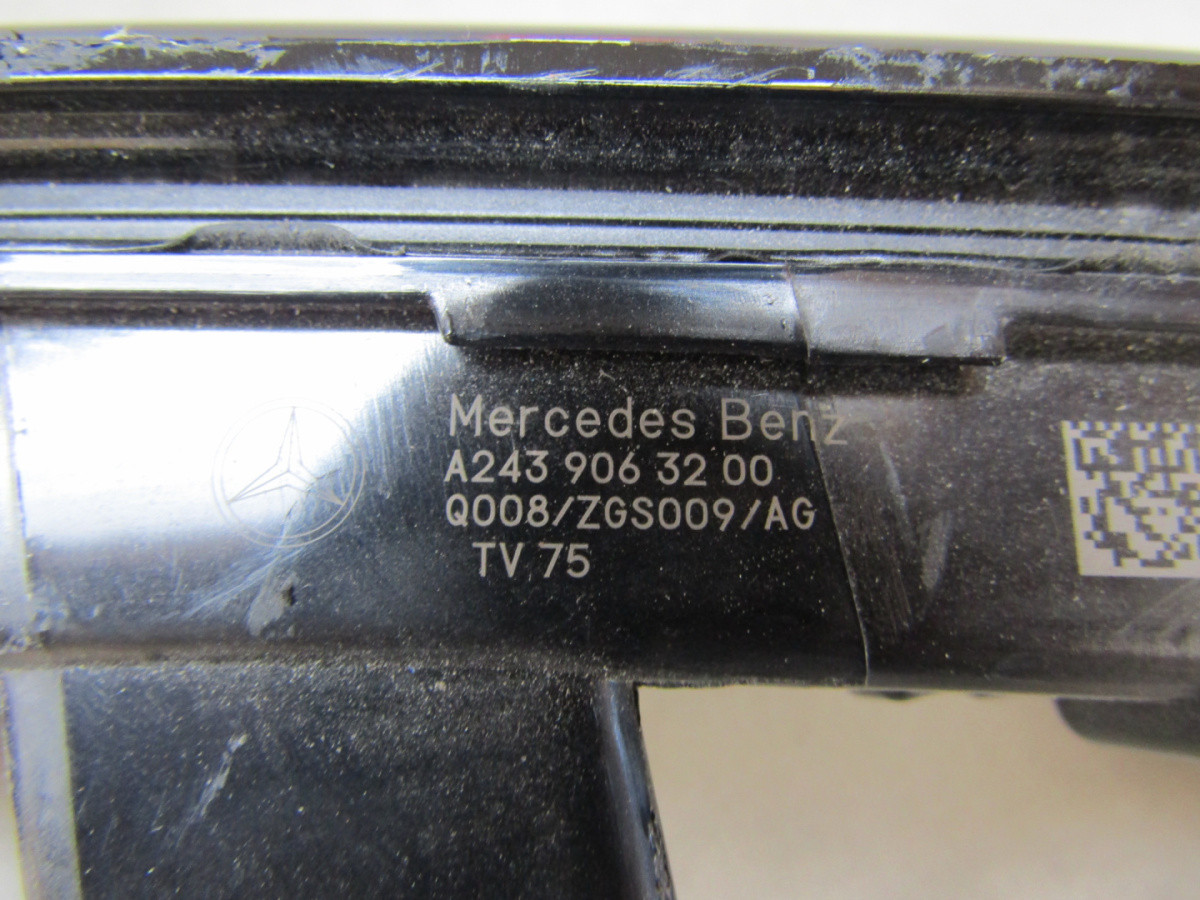 Mercedes Benz
A243 906 32 00
Q008/ZGS009/AG
TV 75